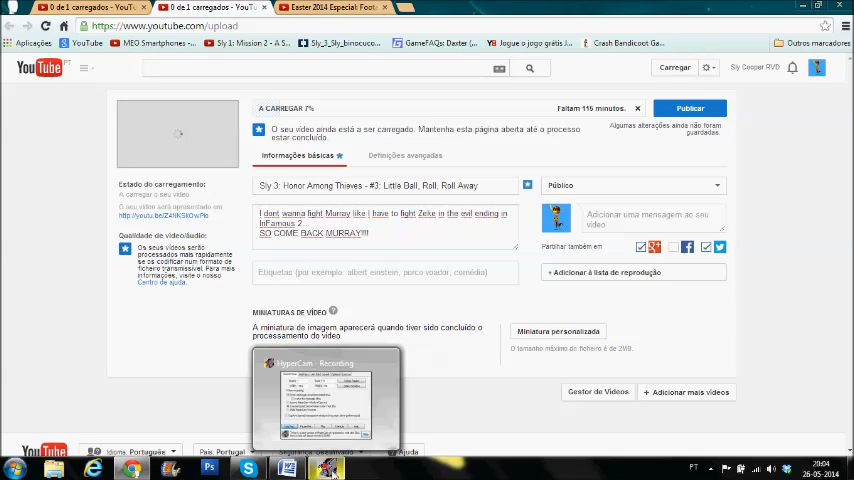 0 de 1 carregados - YouTu
0 de 1 carregados - YouTu
Easter 2014 Especial: Foot
https://www.youtube.com/upload
Aplicações
YouTube
MEO Smartphones -...
Sly 1: Mission 2 - A S...
Sly_3_Sly_binocuco...
GameFAQs: Daxter (...
Jogue o jogo grátis J...
Crash Bandicoot Ga...
Outros marcadores
YouTube PT
Carregar
Sly Cooper RVD
A CARREGAR 7%
Faltam 115 minutos.
Publicar
O seu vídeo ainda está a ser carregado. Mantenha esta página aberta até o processo
estar concluído.
Algumas alterações ainda não foram
guardadas.
Informações básicas
Definições avançadas
Estado do carregamento:
A carregar o seu vídeo.
O seu vídeo será apresentado em
Qualidade de vídeo/áudio:
Os seus vídeos serão
processados mais rapidamente
se os codificar num formato de
ficheiro transmissível. Para mais
informações, visite o nosso
Centro de ajuda.
Sly 3: Honor Among Thieves - #3: Little Ball, Roll, Roll Away
I dont wanna fight Murray like I have to fight Zeke in the evil ending in
InFamous 2...
SO COME BACK MURRAY!!!!
Etiquetas (por exemplo: albert einstein, porco voador, comédia)
Público
Adicione uma mensagem ao seu
vídeo
Partilhar também em
+ Adicionar à lista de reprodução
MINIATURAS DE VÍDEO
A miniatura de imagem aparecerá quando tiver sido concluído o
processamento do vídeo.
Miniatura personalizada
O tamanho máximo do ficheiro é de 2MB.
HyperCam - Recording
Gestor de Vídeos
+ Adicionar mais vídeos
YouTube
Idioma: Português
País: Portugal
Segurança: Desativado
Ajuda
PT
20:04
26-05-2014